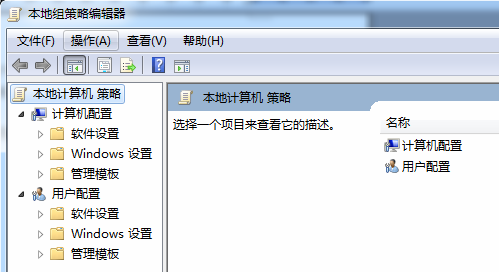 本地组策略编辑器
文件(F) 操作(A) 查看(V) 帮助(H)
本地计算机 策略
计算机配置
软件设置
Windows 设置
管理模板
用户配置
软件设置
Windows 设置
管理模板
本地计算机 策略
选择一个项目来查看它的描述。
名称
计算机配置
用户配置